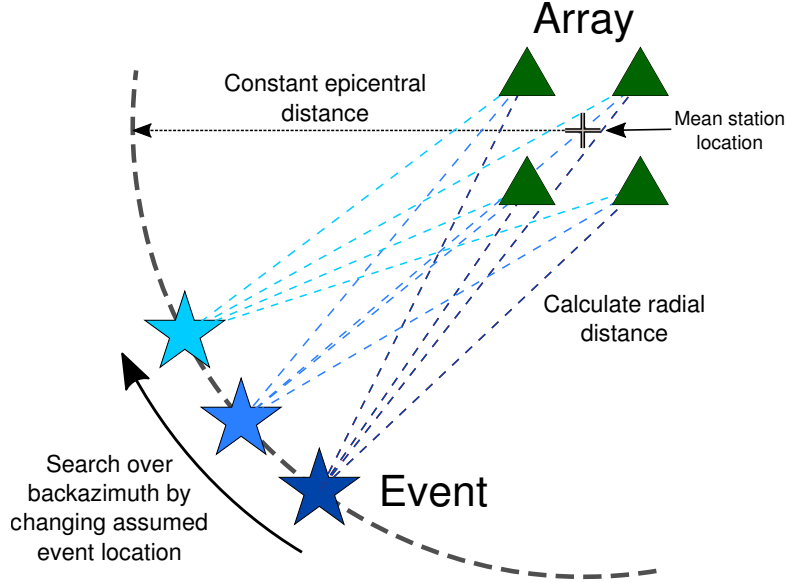 Array
Constant epicentral
distance
Mean station
location
Calculate radial
distance
Event
Search over
backazimuth by
changing assumed
event location